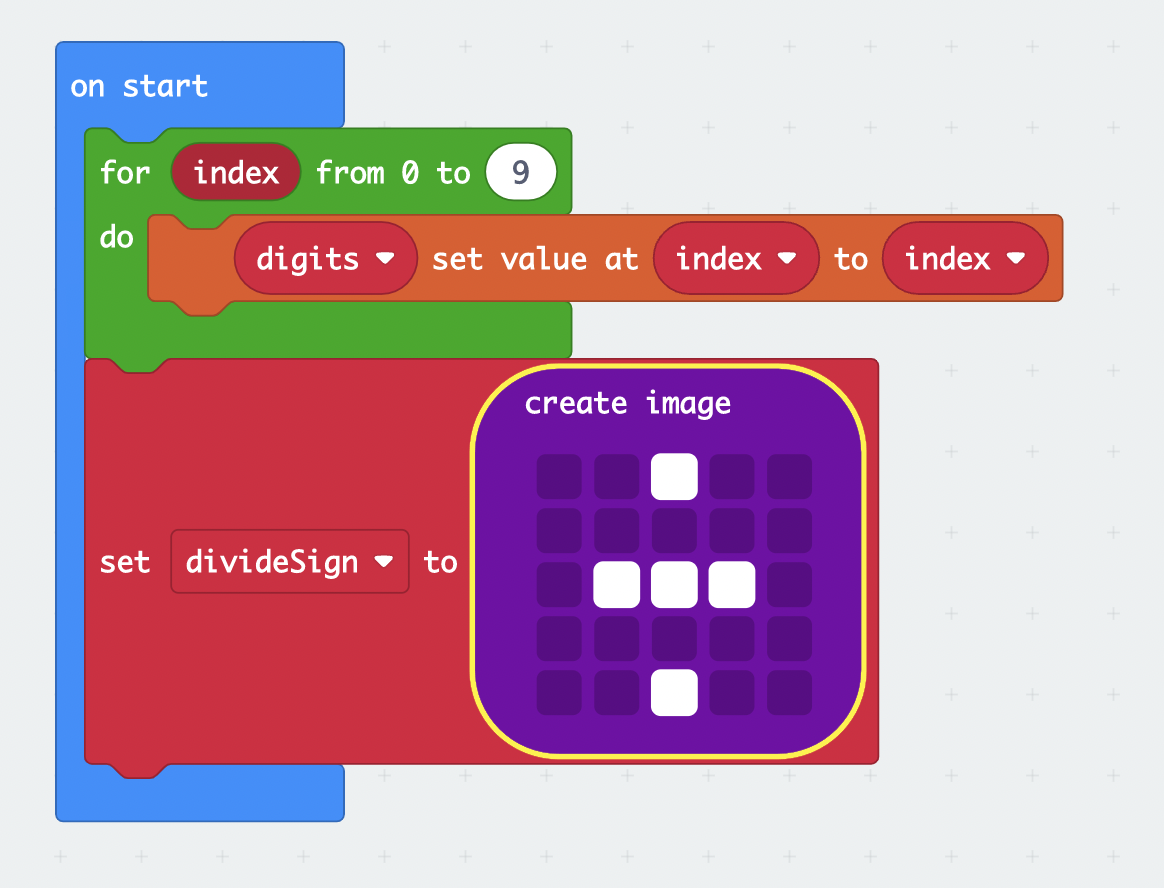 on start
for index from 0 to 9
do digits set value at index to index
create image
set divideSign to